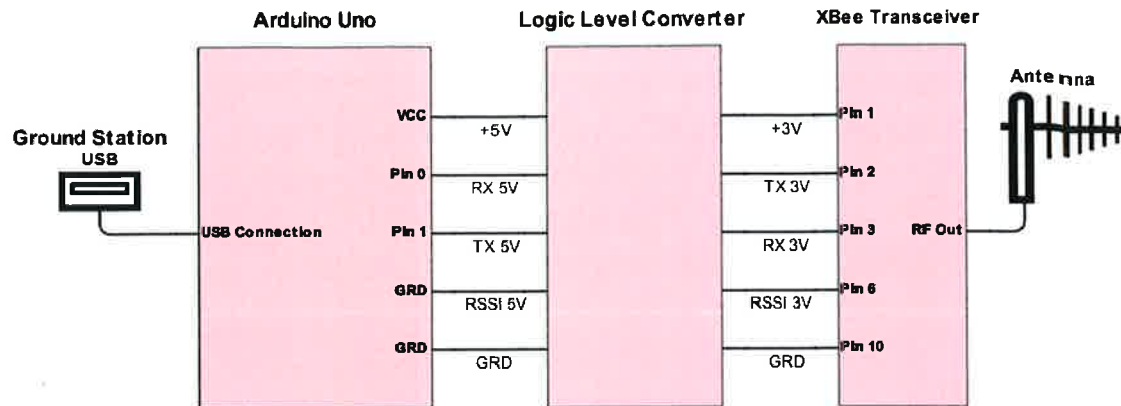 Arduino Uno
Logic Level Converter
XBee Transceiver
Antenna
Ground Station
USB
USB Connection
VCC
Pin 0
Pin 1
GRD
GRD
+5V
RX 5V
TX 5V
RSSI 5V
GRD
+3V
TX 3V
RX 3V
RSSI 3V
GRD
Pin 1
Pin 2
Pin 3
Pin 6
Pin 10
RF Out